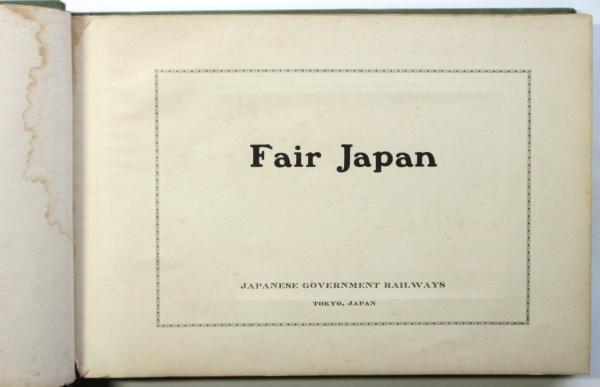 Fair Japan
JAPANESE GOVERNMENT RAILWAYS
TOKYO, JAPAN